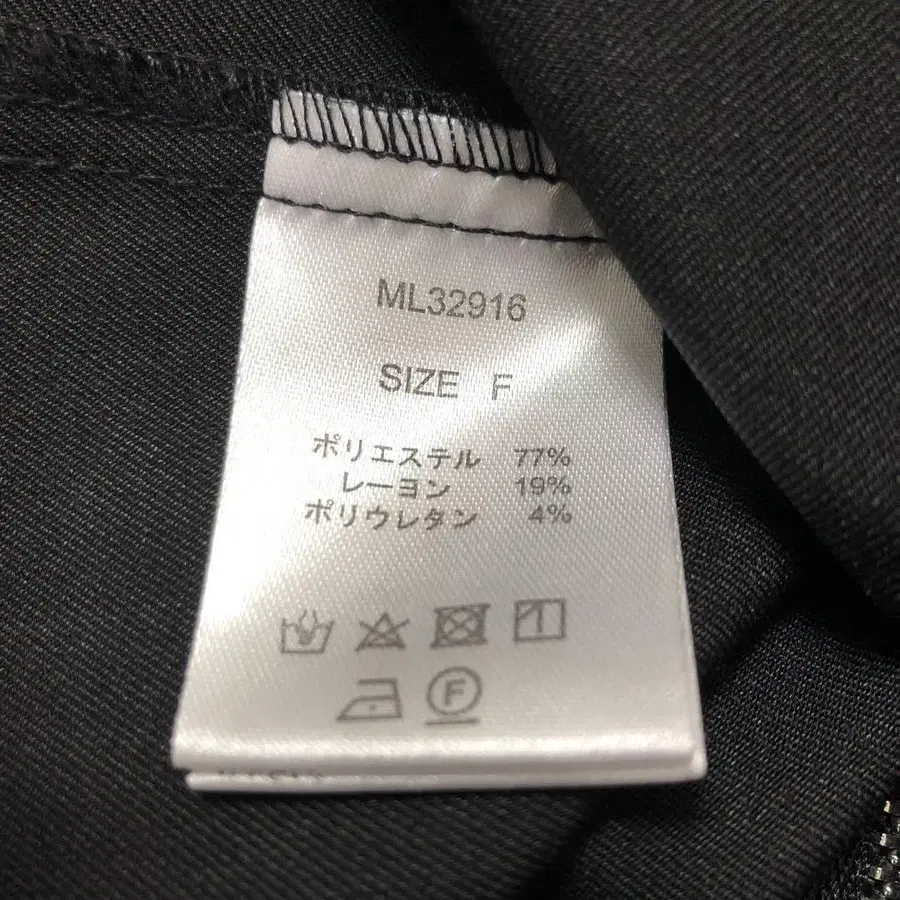 ML32916
SIZE F
ポリエステル 77%
レーヨン 19%
ポリウレタン 4%
F